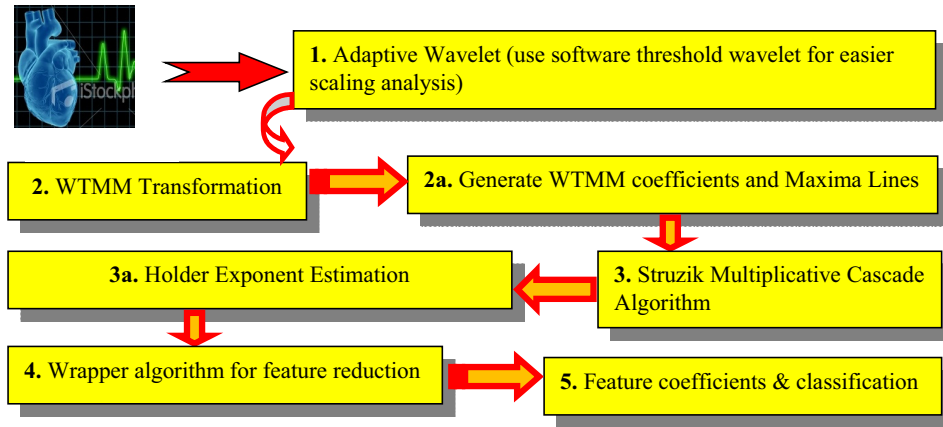 iStockph
1. Adaptive Wavelet (use software threshold wavelet for easier
scaling analysis)
2. WTMM Transformation
2a. Generate WTMM coefficients and Maxima Lines
3. Struzik Multiplicative Cascade
Algorithm
3a. Holder Exponent Estimation
4. Wrapper algorithm for feature reduction
5. Feature coefficients & classification